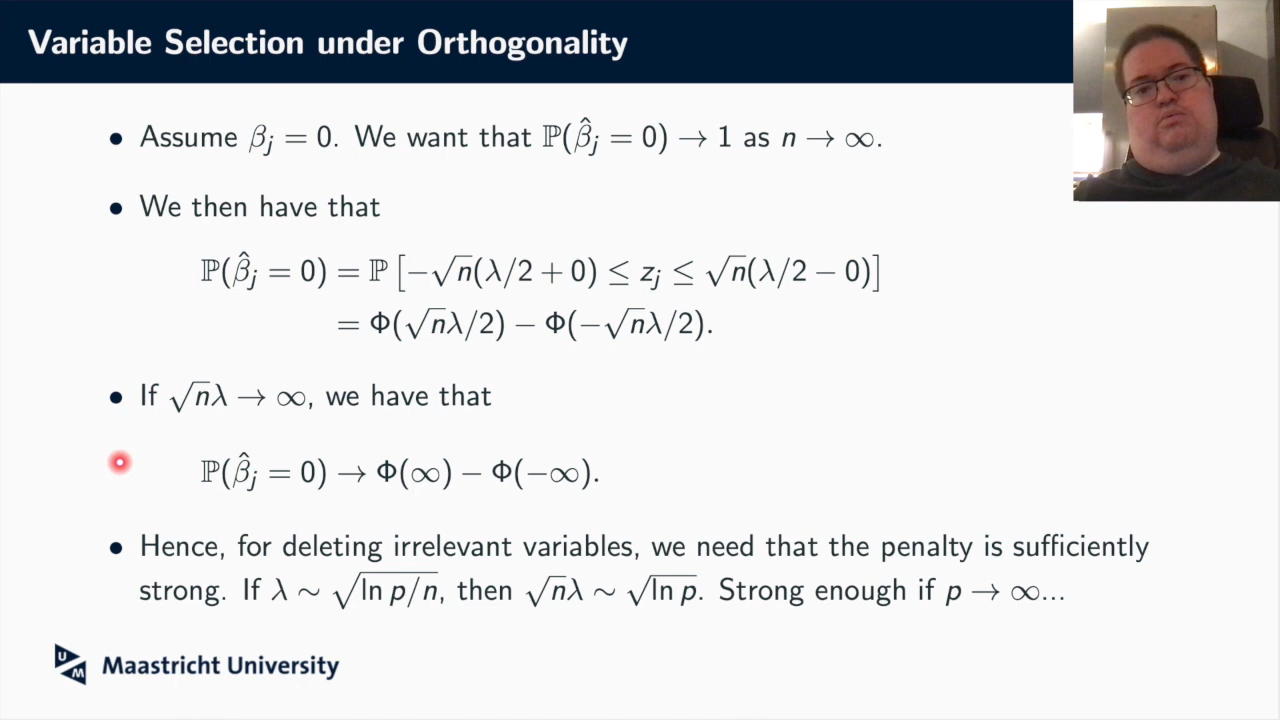 Variable Selection under Orthogonality
• Assume βⱼ = 0. We want that ℙ(β̂ⱼ = 0) → 1 as n → ∞.
• We then have that
ℙ(β̂ⱼ = 0) = ℙ [−√n(λ/2 + 0) ≤ zⱼ ≤ √n(λ/2 − 0)]
= Φ(√nλ/2) − Φ(−√nλ/2).
• If √nλ → ∞, we have that
ℙ(β̂ⱼ = 0) → Φ(∞) − Φ(−∞).
• Hence, for deleting irrelevant variables, we need that the penalty is sufficiently
strong. If λ ∼ √(ln p/n), then √nλ ∼ √(ln p). Strong enough if p → ∞...
UM Maastricht University